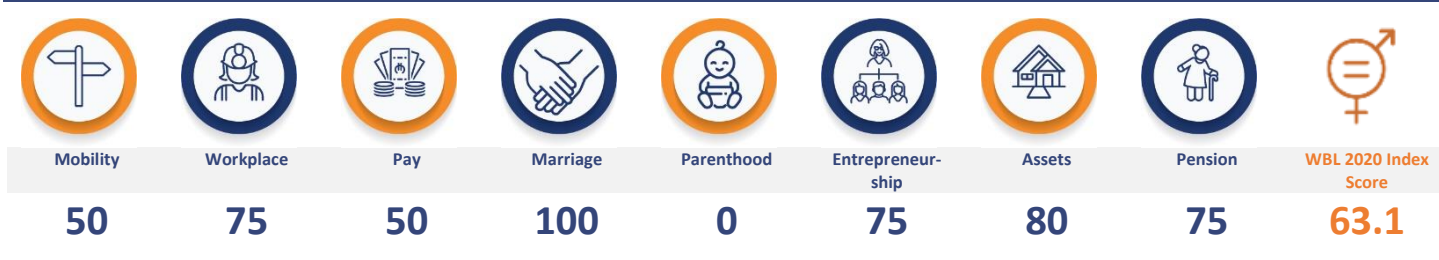 Mobility Workplace Pay Marriage Parenthood Entrepreneur-ship Assets Pension WBL 2020 Index Score
50 75 50 100 0 75 80 75 63.1